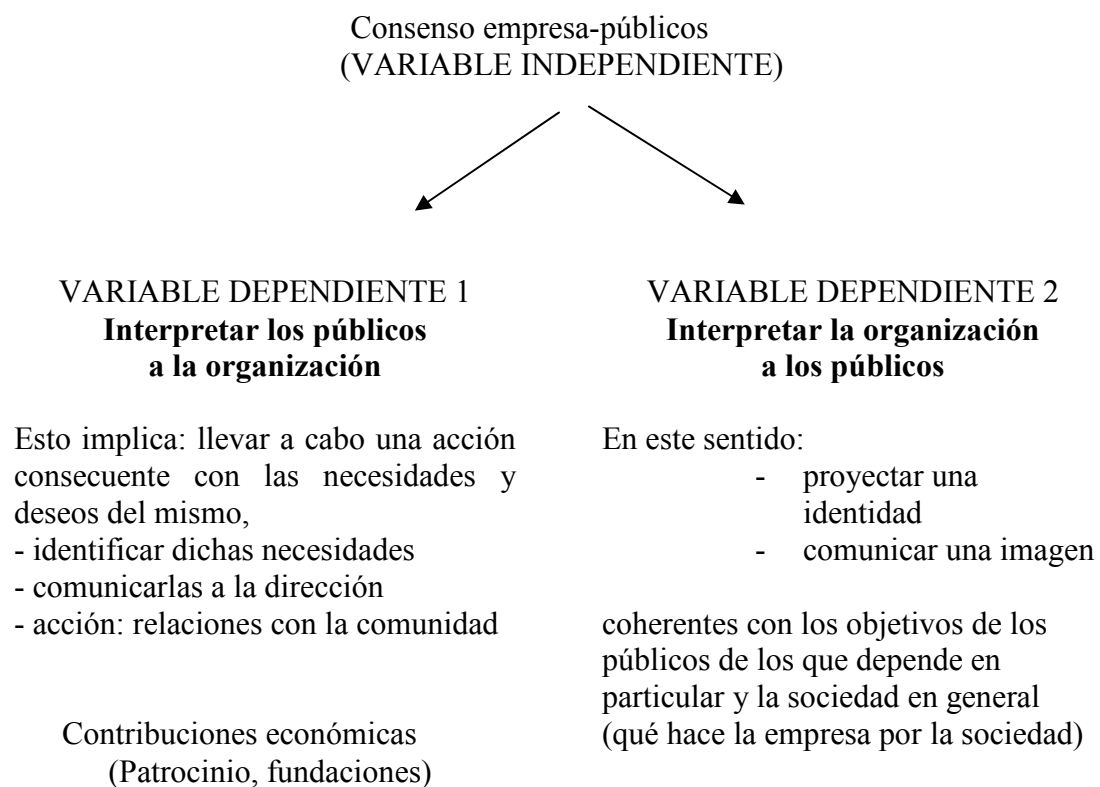 Consenso empresa-públicos
(VARIABLE INDEPENDIENTE)
VARIABLE DEPENDIENTE 1
Interpretar los públicos
a la organización
Esto implica: llevar a cabo una acción
consecuente con las necesidades y
deseos del mismo,
- identificar dichas necesidades
- comunicarlas a la dirección
- acción: relaciones con la comunidad
Contribuciones económicas
(Patrocinio, fundaciones)
VARIABLE DEPENDIENTE 2
Interpretar la organización
a los públicos
En este sentido:
- proyectar una
identidad
- comunicar una imagen
coherentes con los objetivos de los
públicos de los que depende en
particular y la sociedad en general
(qué hace la empresa por la sociedad)